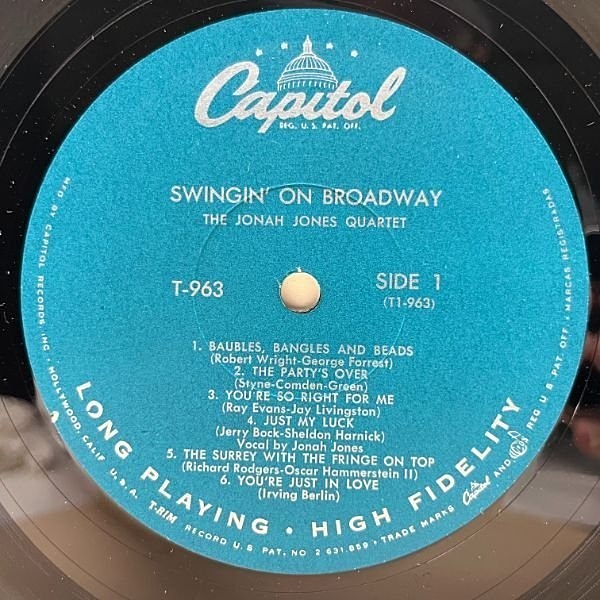 Capitol
REG. U.S. PAT. OFF.
SWINGIN' ON BROADWAY
THE JONAH JONES QUARTET
T-963
SIDE 1
(T1-963)
1. BAUBLES, BANGLES AND BEADS
(Robert Wright-George Forrest)
2. THE PARTY'S OVER
(Styne-Comden-Green)
3. YOU'RE SO RIGHT FOR ME
(Ray Evans-Jay Livingston)
4. JUST MY LUCK
(Jerry Bock-Sheldon Harnick)
Vocal by Jonah Jones
5. THE SURREY WITH THE FRINGE ON TOP
(Richard Rodgers-Oscar Hammerstein II)
6. YOU'RE JUST IN LOVE
(Irving Berlin)
LONG PLAYING • HIGH FIDELITY
MFD BY CAPITOL RECORDS, INC • HOLLYWOOD, CALIF U.S.A. T-RIM RECORD U.S. PAT. NO 2 631.859 • TRADE MARKS Capitol AND REG U S PAT. OFF • MARCAS REGISTRADAS